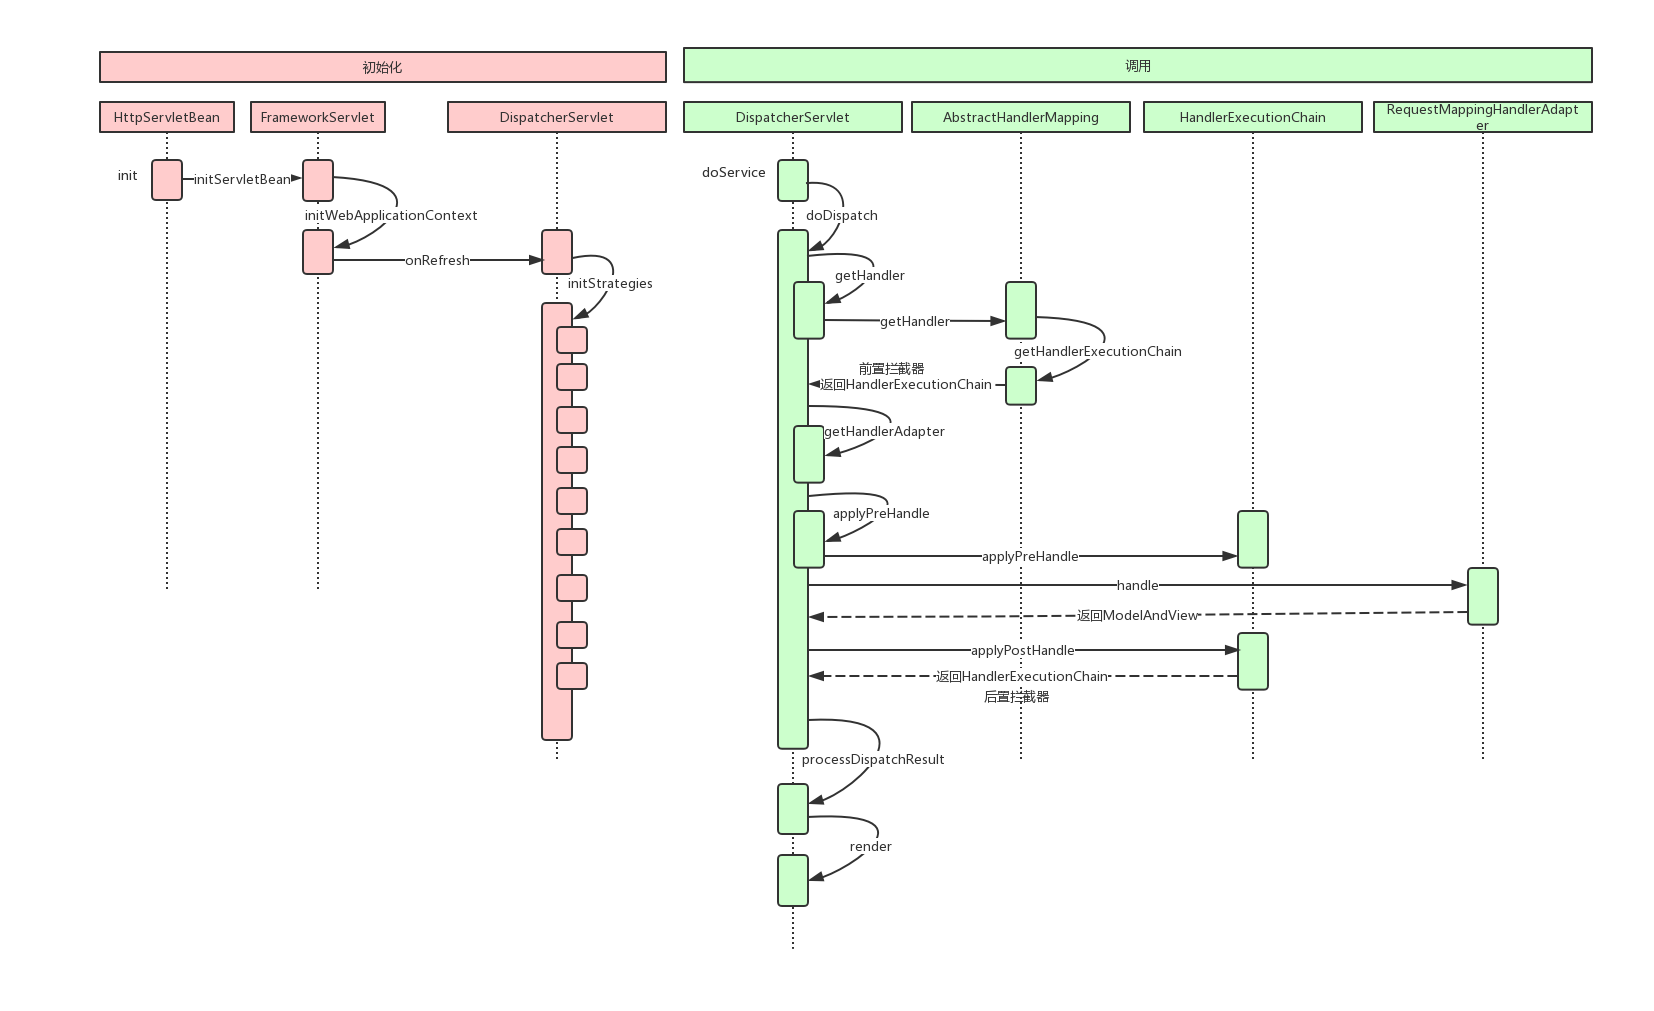 初始化
调用
HttpServletBean
FrameworkServlet
DispatcherServlet
DispatcherServlet
AbstractHandlerMapping
HandlerExecutionChain
RequestMappingHandlerAdapt
er
init
initServletBean
initWebApplicationContext
onRefresh
initStrategies
doService
doDispatch
getHandler
getHandler
getHandlerExecutionChain
前置拦截器
返回HandlerExecutionChain
getHandlerAdapter
applyPreHandle
applyPreHandle
handle
返回ModelAndView
applyPostHandle
返回HandlerExecutionChain
后置拦截器
processDispatchResult
render